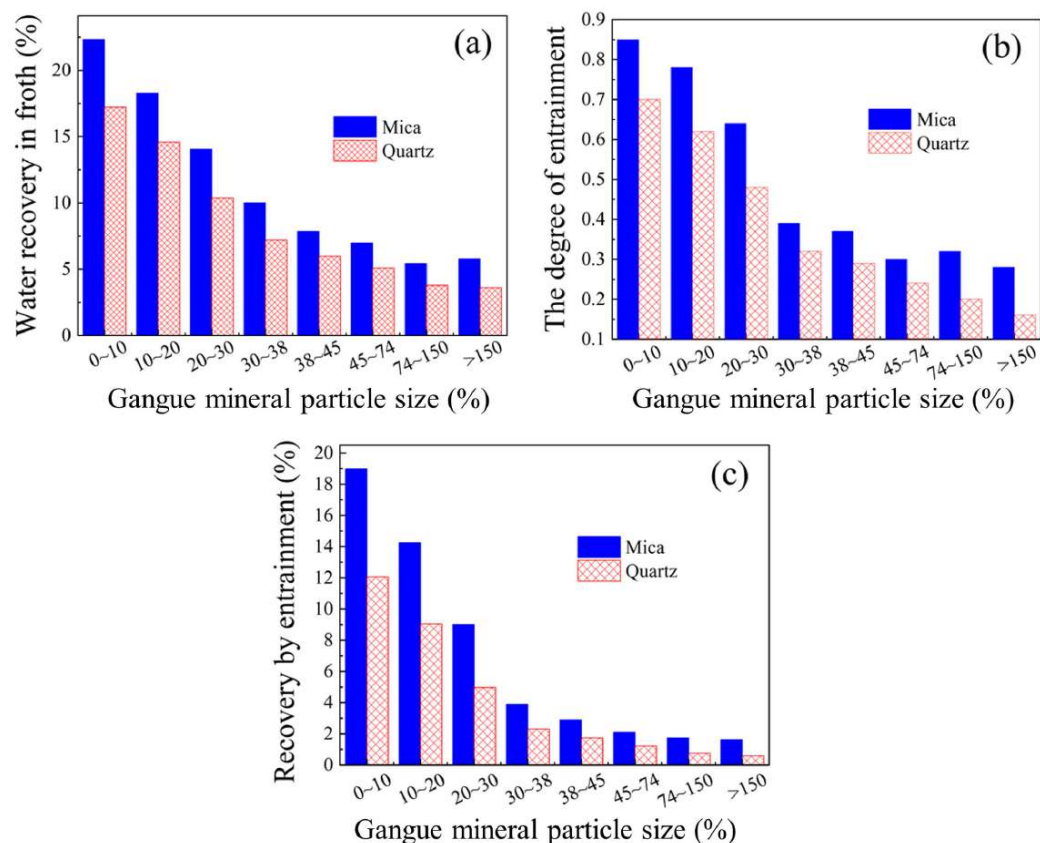 (a)
Water recovery in froth (%)
20
15
10
5
0
Mica
Quartz
0~10 10~20 20~30 30~38 38~45 45~74 74~150 >150
Gangue mineral particle size (%)
(b)
The degree of entrainment
0.9
0.8
0.7
0.6
0.5
0.4
0.3
0.2
0.1
Mica
Quartz
0~10 10~20 20~30 30~38 38~45 45~74 74~150 >150
Gangue mineral particle size (%)
(c)
Recovery by entrainment (%)
20
18
16
14
12
10
8
6
4
2
0
Mica
Quartz
0~10 10~20 20~30 30~38 38~45 45~74 74~150 >150
Gangue mineral particle size (%)